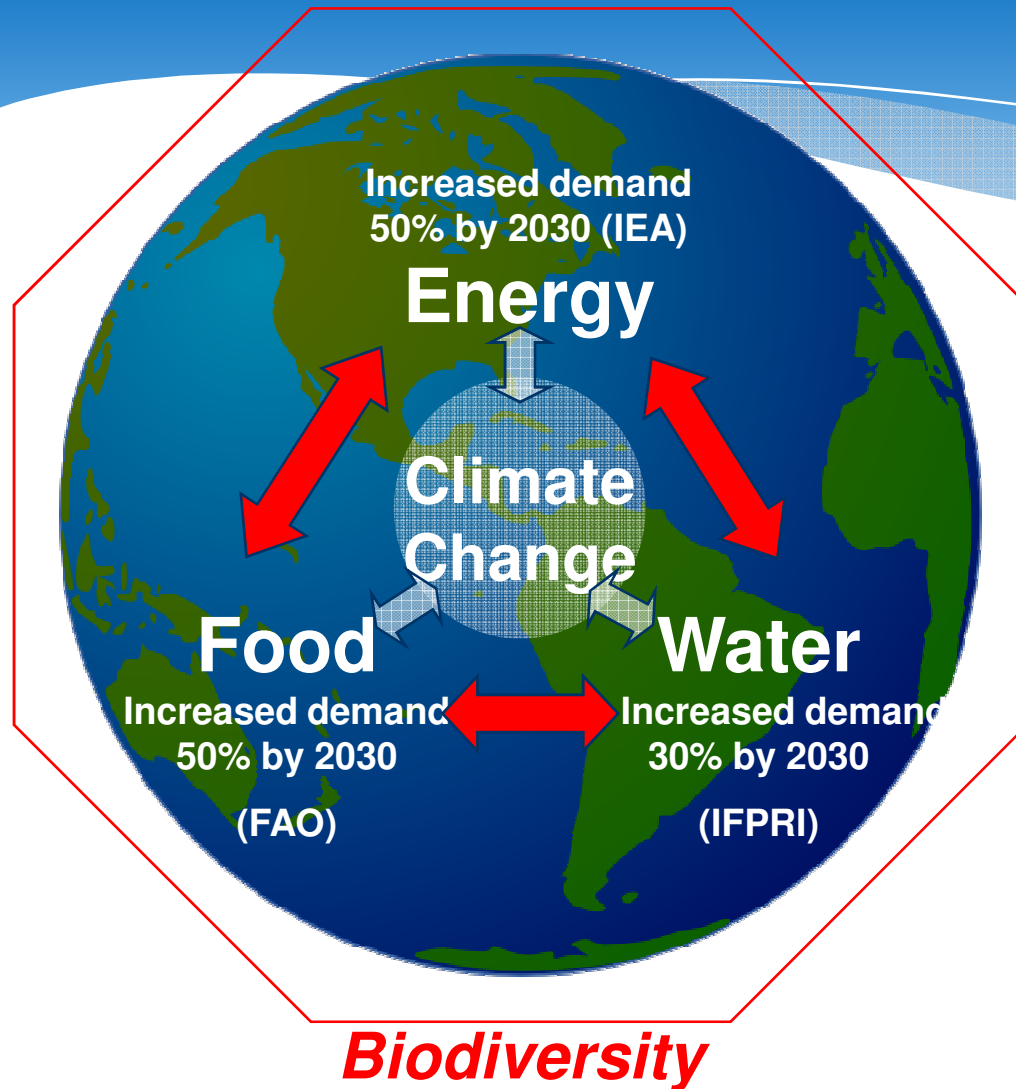 Increased demand
50% by 2030 (IEA)
Energy
Climate
Change
Food
Increased demand
50% by 2030
(FAO)
Water
Increased demand
30% by 2030
(IFPRI)
Biodiversity